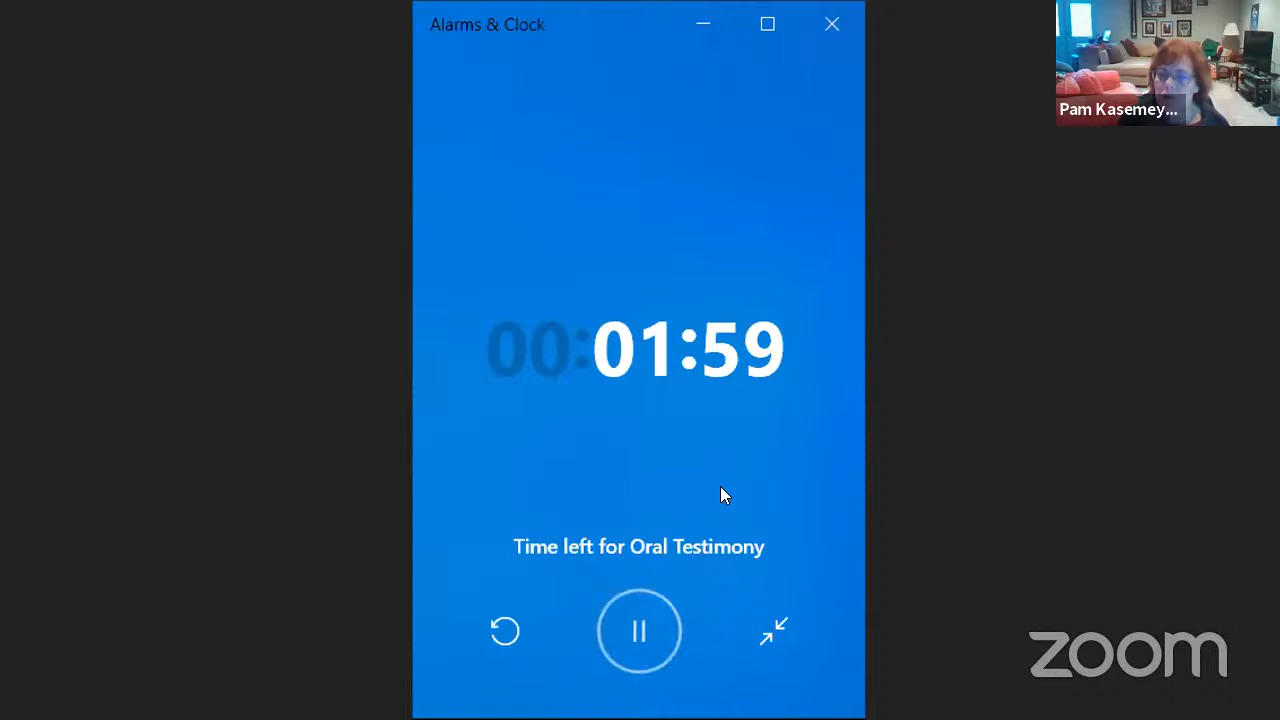 Alarms & Clock
Pam Kasemey...
00:01:59
Time left for Oral Testimony
zoom